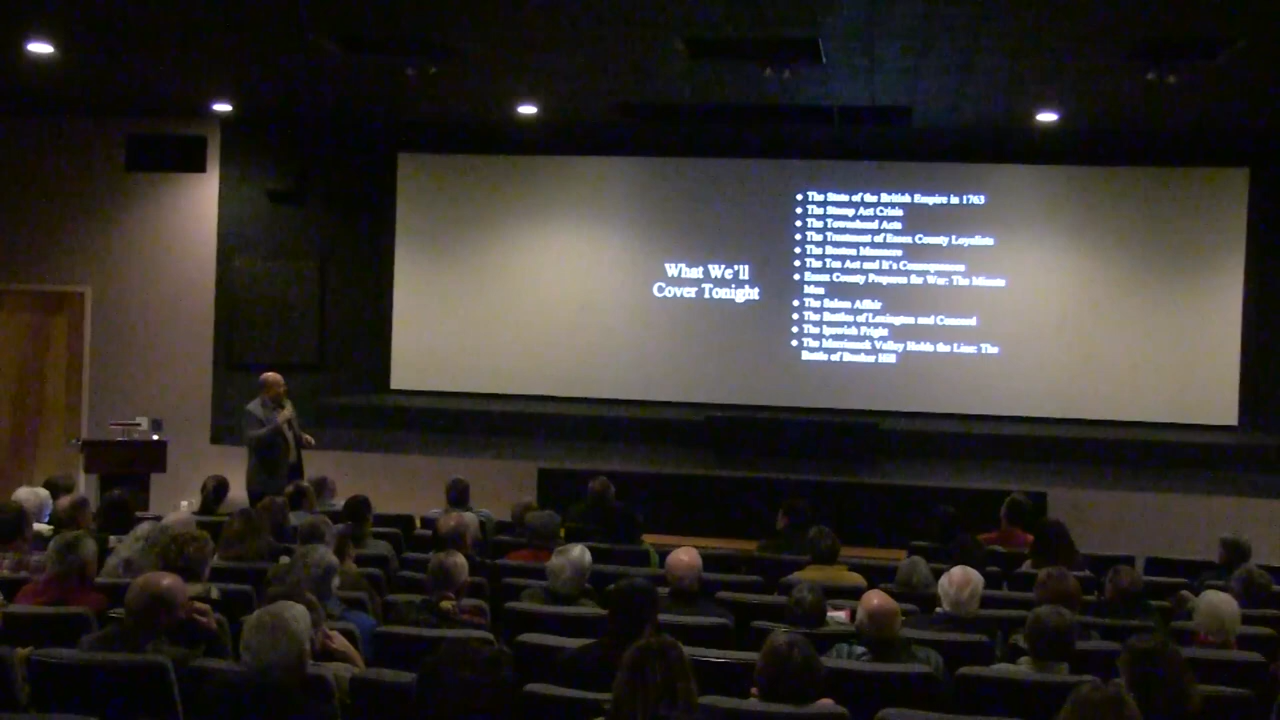 What We'll
Cover Tonight
❖ The State of the British Empire in 1763
❖ The Stamp Act Crisis
❖ The Townshend Acts
❖ The Treatment of Essex County Loyalists
❖ The Boston Massacre
❖ The Tea Act and It's Consequences
❖ Essex County Prepares for War: The Minute
Men
❖ The Salem Affair
❖ The Battles of Lexington and Concord
❖ The Ipswich Fright
❖ The Merrimack Valley Holds the Line: The
Battle of Bunker Hill